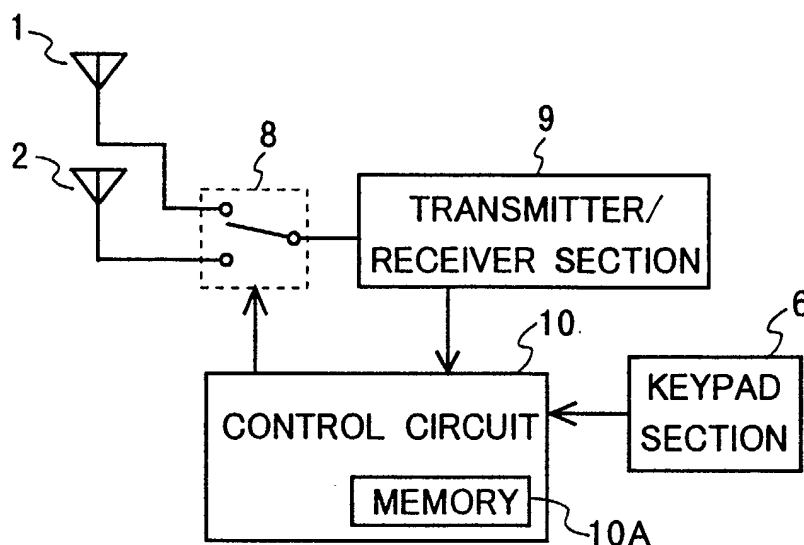 1
2
8
9
TRANSMITTER/
RECEIVER SECTION
10
6
KEYPAD
SECTION
CONTROL CIRCUIT
MEMORY
10A